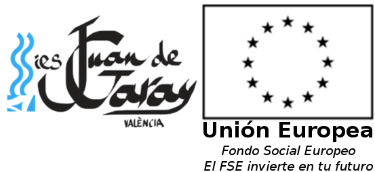 ies Juan de
Garay
VALÈNCIA
Unión Europea
Fondo Social Europeo
El FSE invierte en tu futuro